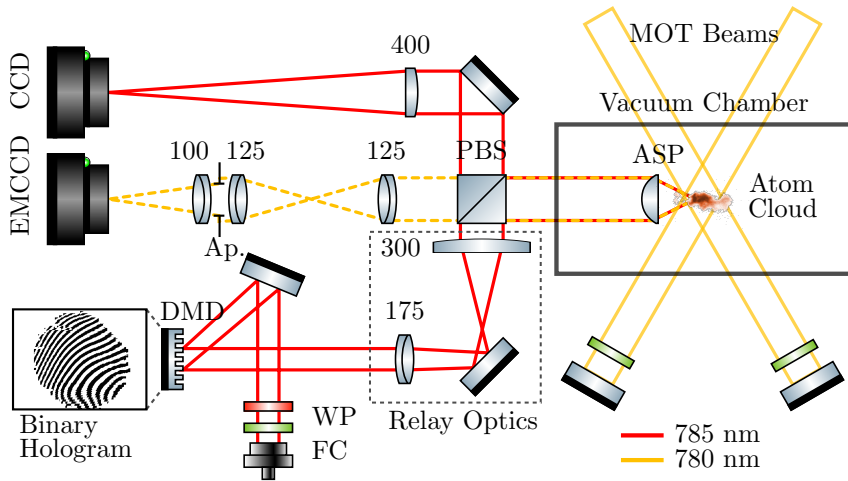 MOT Beams
400
CCD
Vacuum Chamber
100
125
125
PBS
ASP
EMCCD
Atom
Cloud
Ap.
300
DMD
175
WP
Relay Optics
Binary
Hologram
FC
785 nm
780 nm